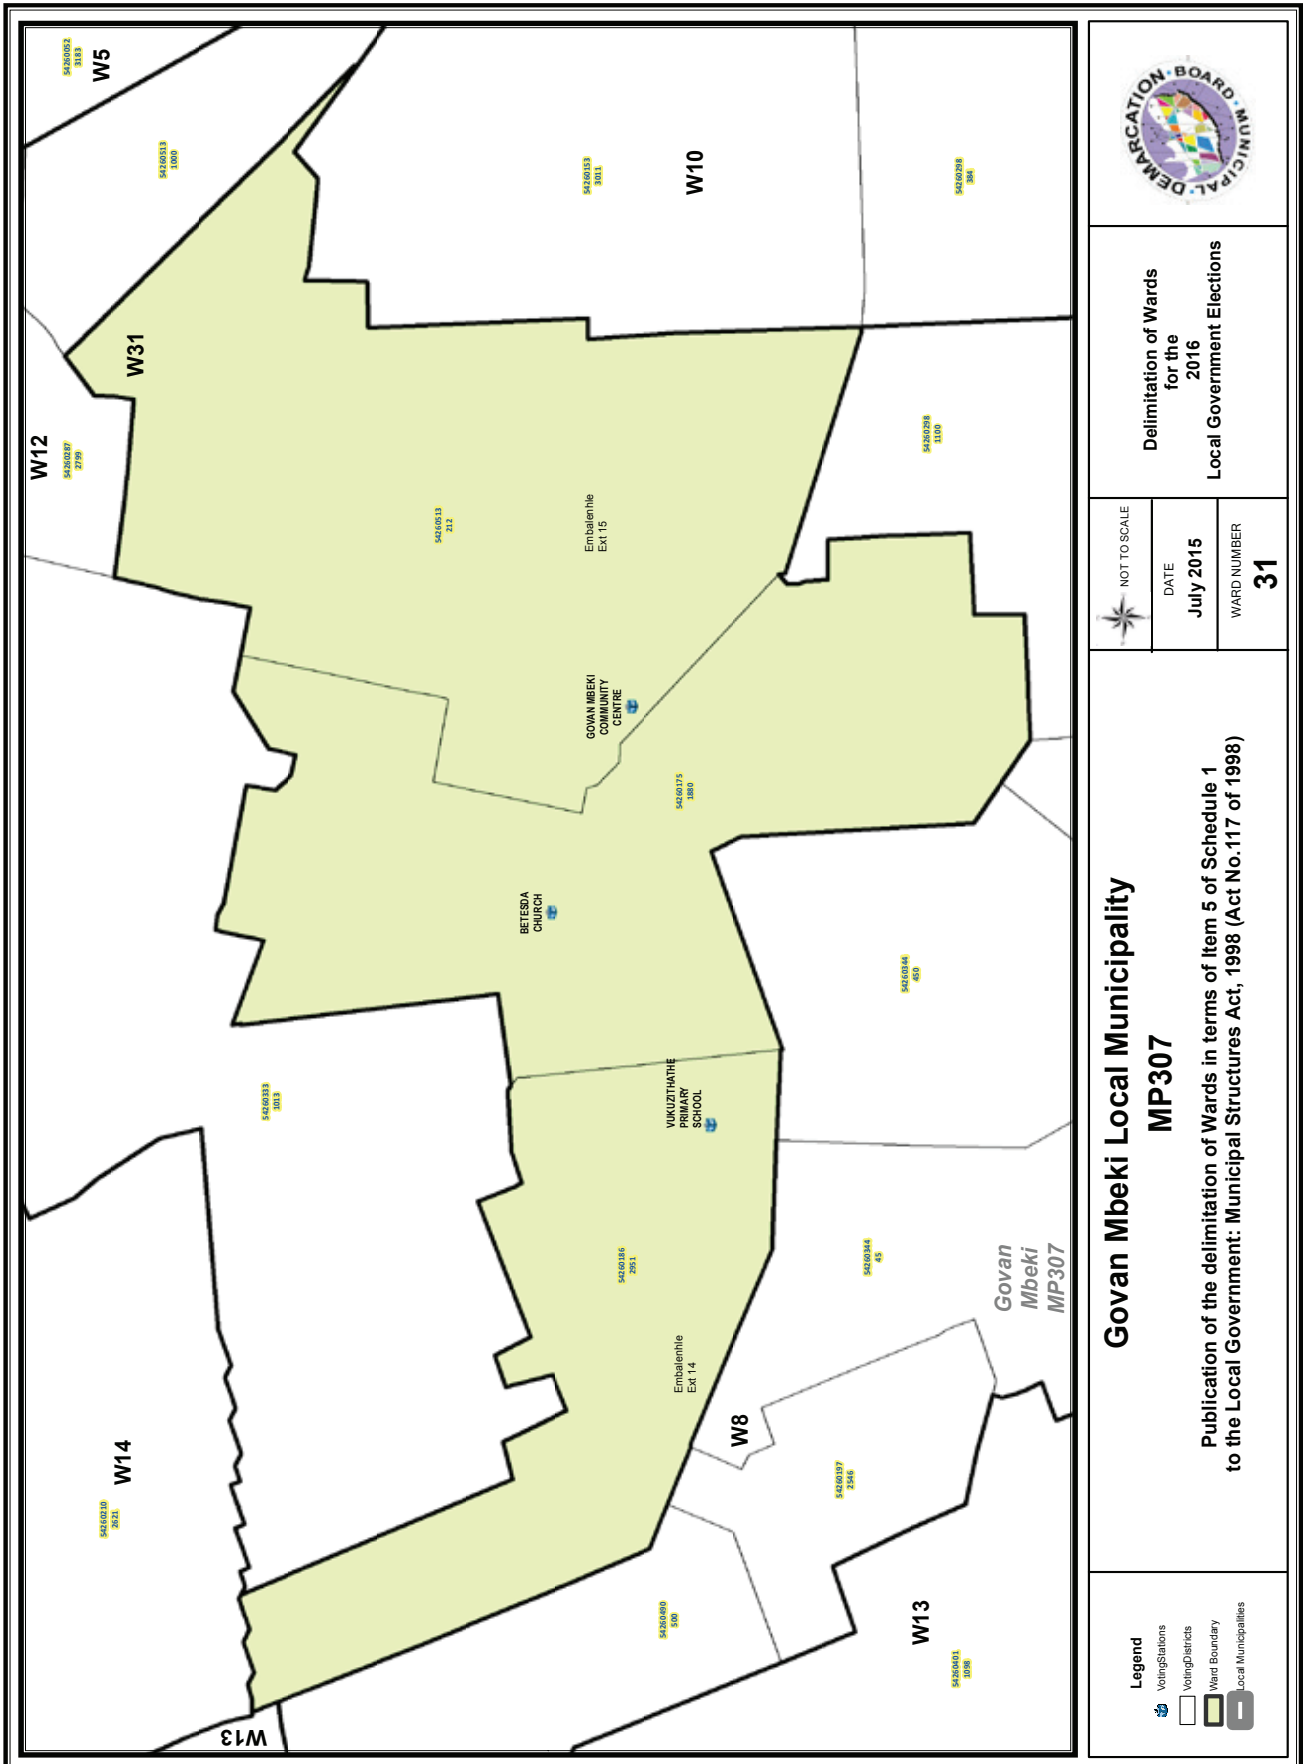 54260052
3183
W5
54260513
1000
W12
54260287
2799
W31
54260153
3011
W10
54260298
384
54260513
212
Embalenhle
Ext 15
54260298
1100
GOVAN MBEKI
COMMUNITY
CENTRE
54260175
1880
BETESDA
CHURCH
54260344
450
54260333
1013
VUKUZITHATHE
PRIMARY
SCHOOL
54260186
2951
54260344
45
Govan
Mbeki
MP307
Embalenhle
Ext 14
W8
W14
54260210
2621
54260197
2546
54260490
500
W13
54260401
1098
W13
Legend
VotingStations
VotingDistricts
Ward Boundary
Local Municipalities
Govan Mbeki Local Municipality
MP307
Publication of the delimitation of Wards in terms of Item 5 of Schedule 1
to the Local Government: Municipal Structures Act, 1998 (Act No.117 of 1998)
NOT TO SCALE
DATE
July 2015
WARD NUMBER
31
Delimitation of Wards
for the
2016
Local Government Elections
MUNICIPAL · DEMARCATION · BOARD ·